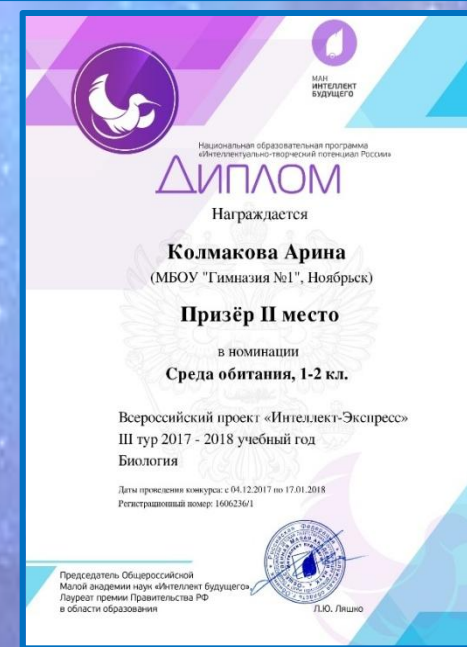 МАН
ИНТЕЛЛЕКТ
БУДУЩЕГО
Национальная образовательная программа
«Интеллектуально-творческий потенциал России»
ДИПЛОМ
Награждается
Колмакова Арина
(МБОУ "Гимназия №1", Ноябрьск)
Призёр II место
в номинации
Среда обитания, 1-2 кл.
Всероссийский проект «Интеллект-Экспресс»
III тур 2017 - 2018 учебный год
Биология
Даты проведения конкурса: с 04.12.2017 по 17.01.2018
Регистрационный номер: 1606236/1
Председатель Общероссийской
Малой академии наук «Интеллект будущего»,
Лауреат премии Правительства РФ
в области образования
Л.Ю. Ляшко